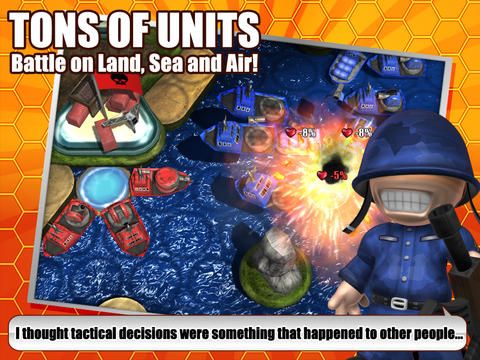 TONS OF UNITS
Battle on Land, Sea and Air!
-8%
-8%
-5%
I thought tactical decisions were something that happened to other people...